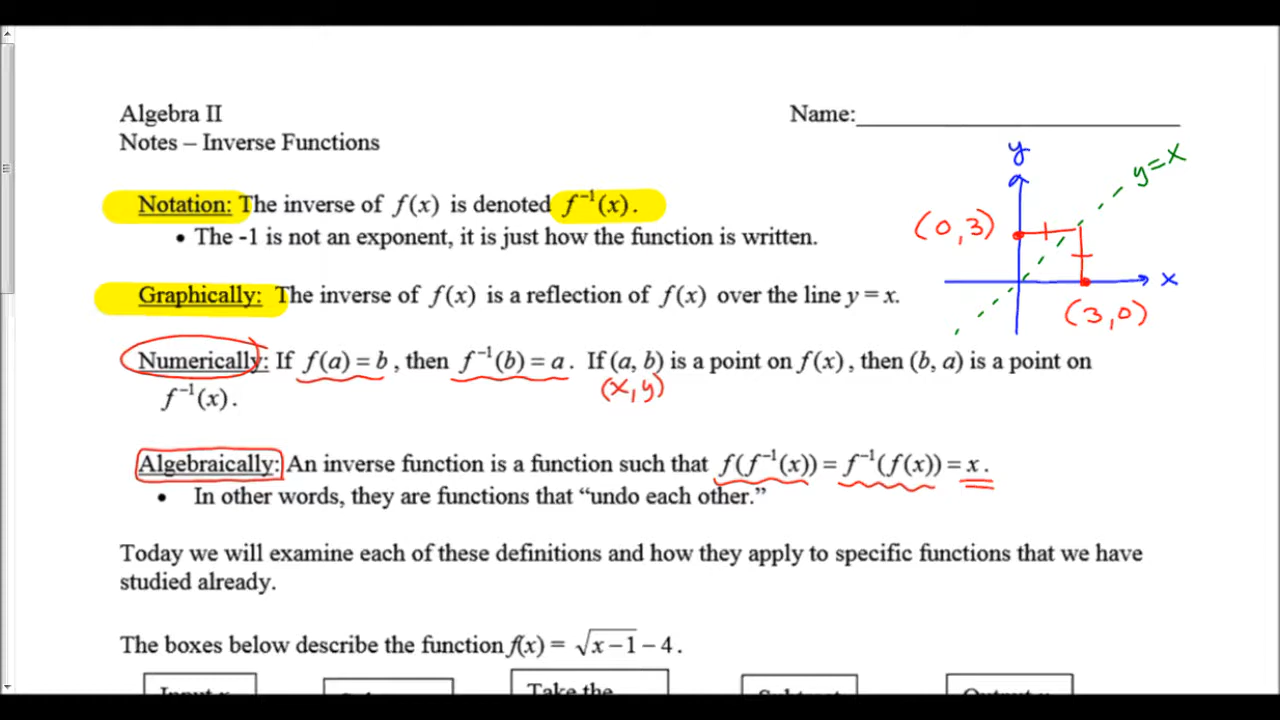 Algebra II
Name:
Notes – Inverse Functions
Notation: The inverse of f(x) is denoted f⁻¹(x).
• The -1 is not an exponent, it is just how the function is written.
y
y=x
(0,3)
x
(3,0)
Graphically: The inverse of f(x) is a reflection of f(x) over the line y = x.
Numerically: If f(a) = b, then f⁻¹(b) = a. If (a, b) is a point on f(x), then (b, a) is a point on
f⁻¹(x).
(x,y)
Algebraically: An inverse function is a function such that f(f⁻¹(x)) = f⁻¹(f(x)) = x.
• In other words, they are functions that “undo each other.”
Today we will examine each of these definitions and how they apply to specific functions that we have
studied already.
The boxes below describe the function f(x) = √(x−1) − 4.
Take the